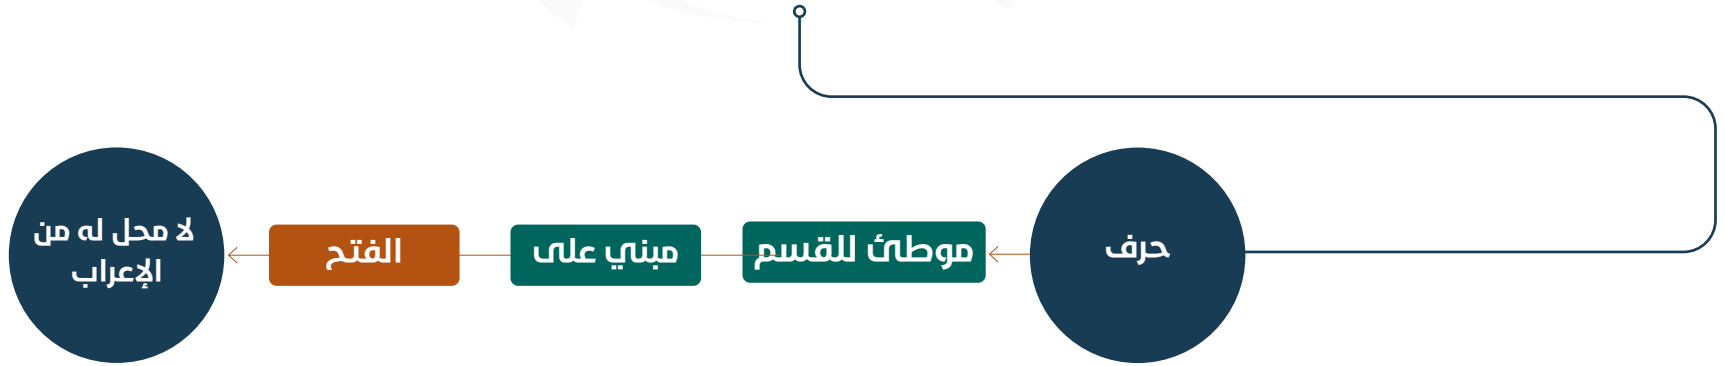 حرف
موطئ للقسم
مبني على
الفتح
لا محل له من
الإعراب